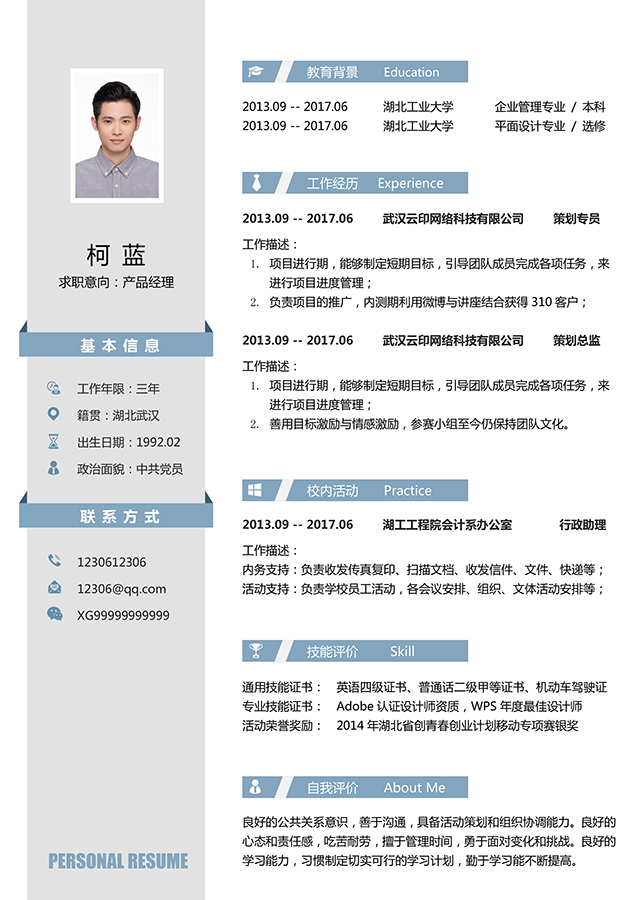 柯 蓝
求职意向：产品经理
基本信息
工作年限：三年
籍贯：湖北武汉
出生日期：1992.02
政治面貌：中共党员
联系方式
1230612306
12306@qq.com
XG99999999999
PERSONAL RESUME
教育背景 Education
2013.09 -- 2017.06 湖北工业大学 企业管理专业 / 本科
2013.09 -- 2017.06 湖北工业大学 平面设计专业 / 选修
工作经历 Experience
2013.09 -- 2017.06 武汉云印网络科技有限公司 策划专员
工作描述：
1. 项目进行期，能够制定短期目标，引导团队成员完成各项任务，来
进行项目进度管理；
2. 负责项目的推广，内测期利用微博与讲座结合获得 310 客户；
2013.09 -- 2017.06 武汉云印网络科技有限公司 策划总监
工作描述：
1. 项目进行期，能够制定短期目标，引导团队成员完成各项任务，来
进行项目进度管理；
2. 善用目标激励与情感激励，参赛小组至今仍保持团队文化。
校内活动 Practice
2013.09 -- 2017.06 湖工工程院会计系办公室 行政助理
工作描述：
内务支持：负责收发传真复印、扫描文档、收发信件、文件、快递等；
活动支持：负责学校员工活动，各会议安排、组织、文体活动安排等；
技能评价 Skill
通用技能证书： 英语四级证书、普通话二级甲等证书、机动车驾驶证
专业技能证书： Adobe 认证设计师资质，WPS 年度最佳设计师
活动荣誉奖励： 2014 年湖北省创青春创业计划移动专项赛银奖
自我评价 About Me
良好的公共关系意识，善于沟通，具备活动策划和组织协调能力。良好的
心态和责任感，吃苦耐劳，擅于管理时间，勇于面对变化和挑战。良好的
学习能力，习惯制定切实可行的学习计划，勤于学习能不断提高。